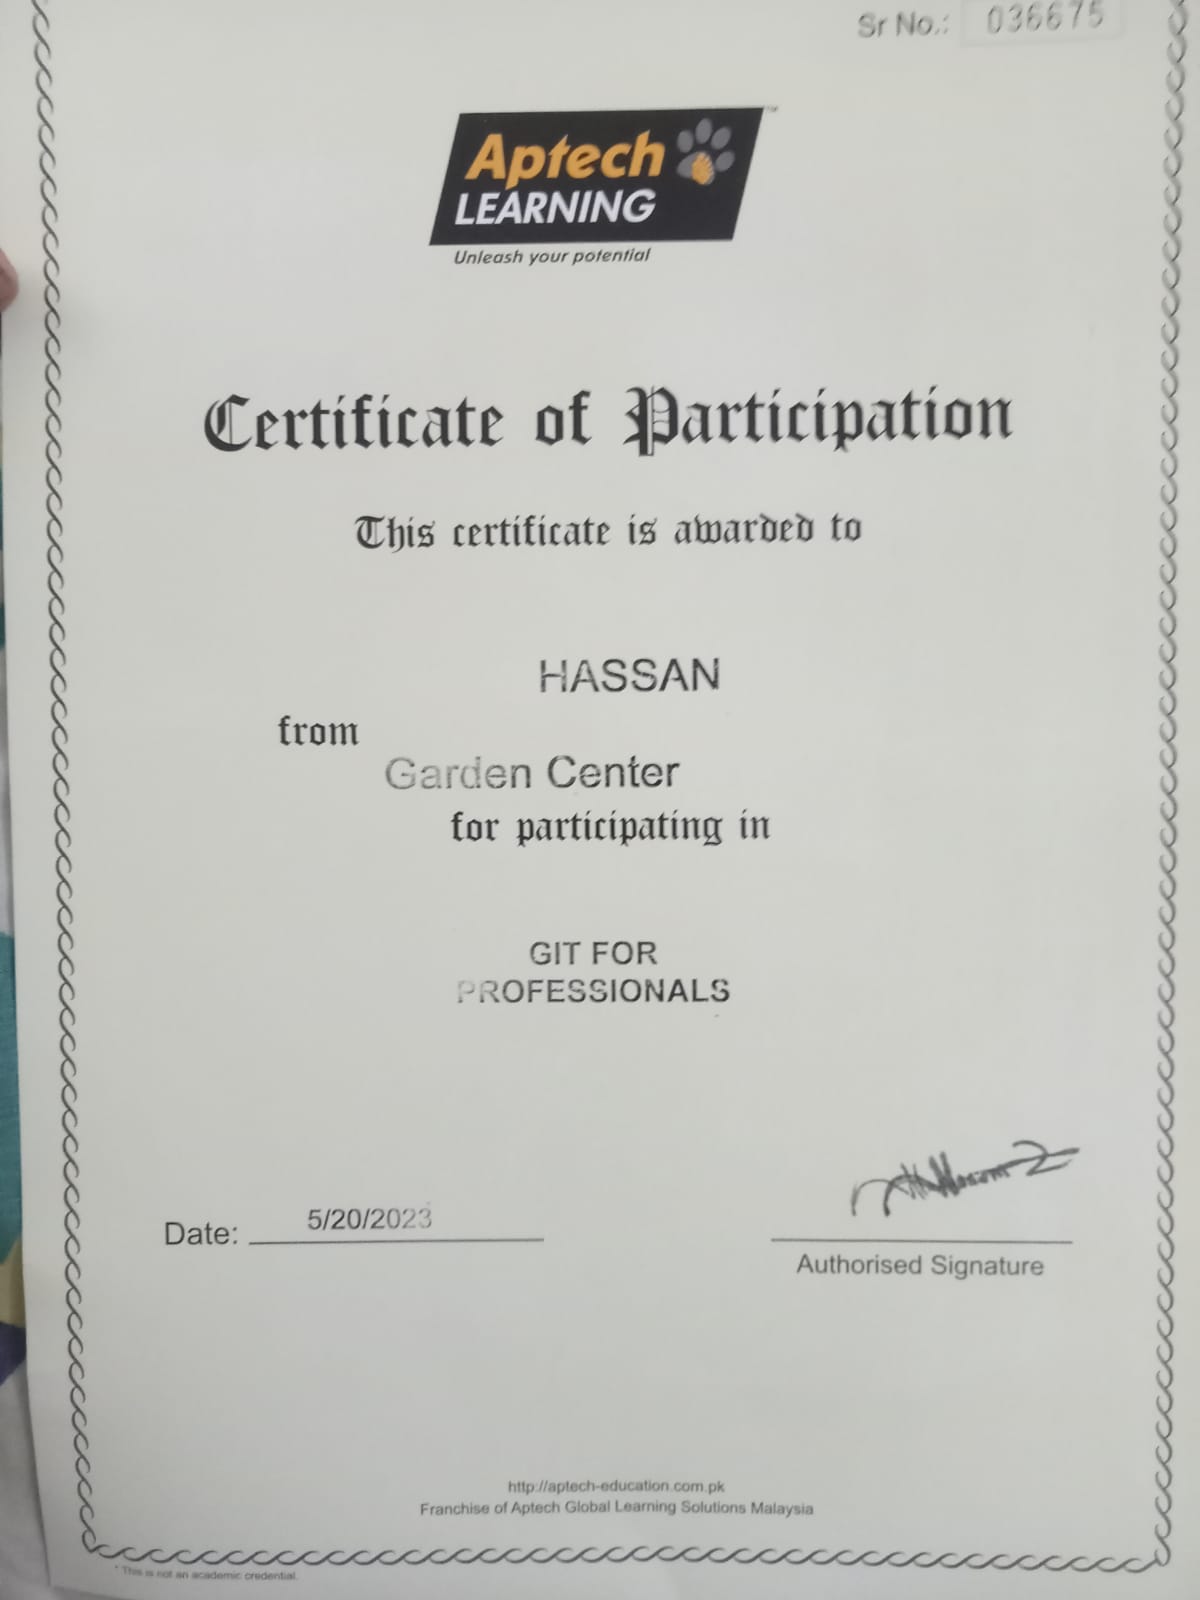 Sr No.: 036675
Aptech
LEARNING
TM
Unleash your potential
Certificate of Participation
This certificate is awarded to
HASSAN
from
Garden Center
for participating in
GIT FOR
PROFESSIONALS
Date: 5/20/2023
Authorised Signature
http://aptech-education.com.pk
Franchise of Aptech Global Learning Solutions Malaysia
* This is not an academic credential.